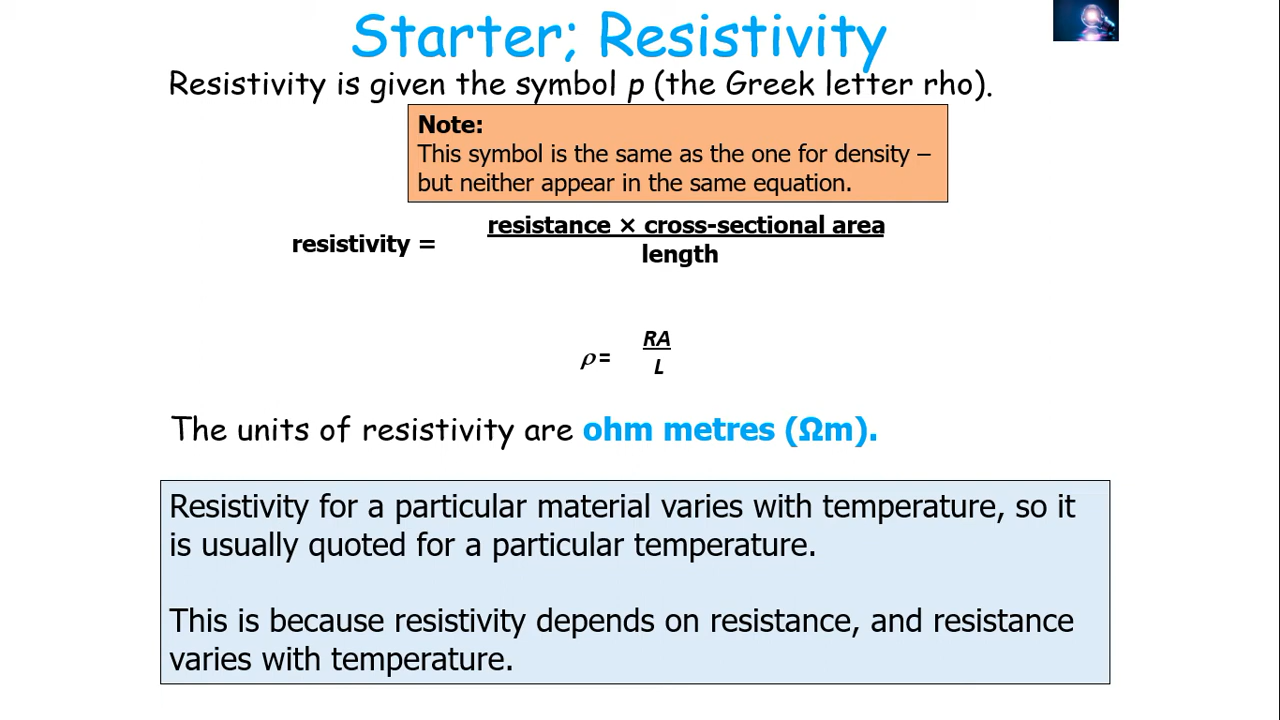 Starter; Resistivity
Resistivity is given the symbol p (the Greek letter rho).
Note:
This symbol is the same as the one for density –
but neither appear in the same equation.
resistance × cross-sectional area
resistivity =
length
RA
ρ =
L
The units of resistivity are ohm metres (Ωm).
Resistivity for a particular material varies with temperature, so it
is usually quoted for a particular temperature.
This is because resistivity depends on resistance, and resistance
varies with temperature.